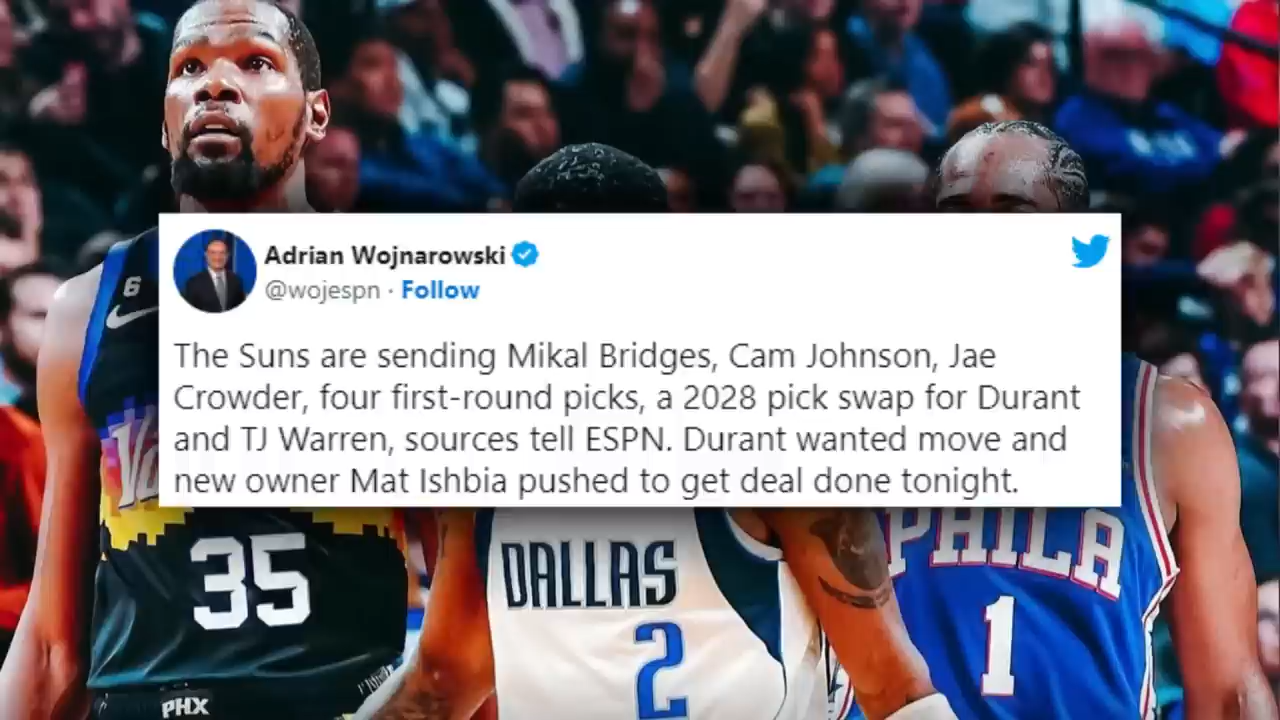 Adrian Wojnarowski
@wojespn · Follow
The Suns are sending Mikal Bridges, Cam Johnson, Jae
Crowder, four first-round picks, a 2028 pick swap for Durant
and TJ Warren, sources tell ESPN. Durant wanted move and
new owner Mat Ishbia pushed to get deal done tonight.
6
35
PHX
DALLAS
2
PHILA
1